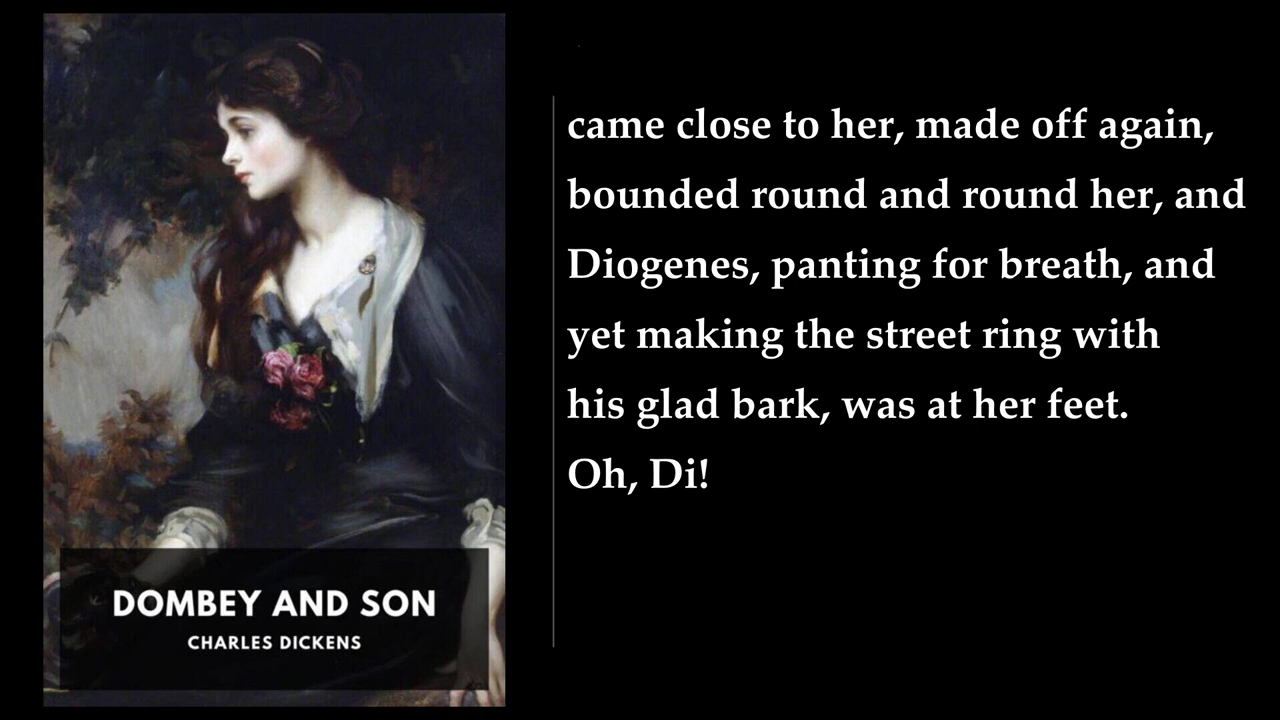 came close to her, made off again,
bounded round and round her, and
Diogenes, panting for breath, and
yet making the street ring with
his glad bark, was at her feet.
Oh, Di!
DOMBEY AND SON
CHARLES DICKENS